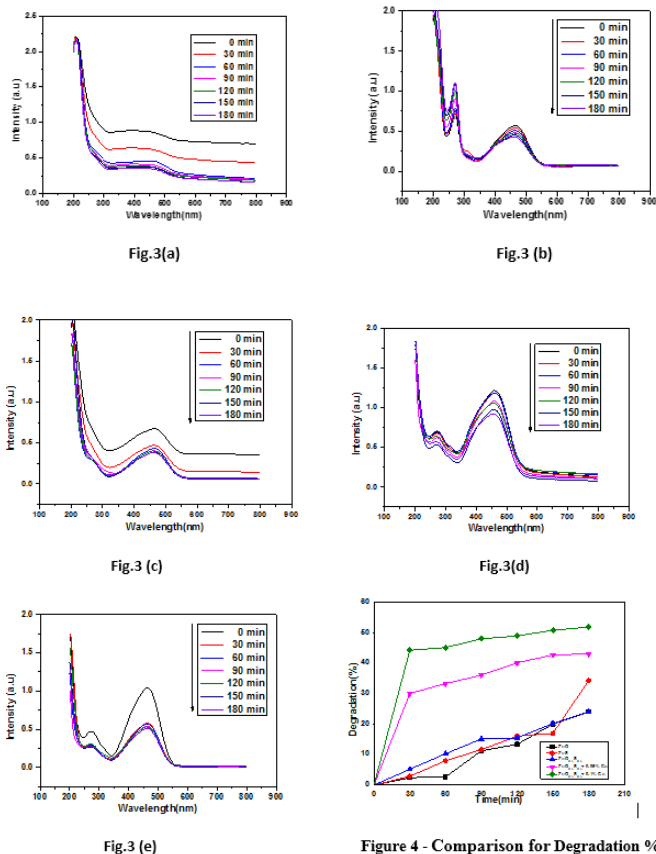 2.5
2.0
1.5
1.0
0.5
0.0
Intensity (a.u)
0 min
30 min
60 min
90 min
120 min
150 min
180 min
100 200 300 400 500 600 700 800 900
Wavelength(nm)
Fig.3(a)
2.0
1.5
1.0
0.5
0.0
Intensity (a.u)
0 min
30 min
60 min
90 min
120 min
150 min
180 min
100 200 300 400 500 600 700 800 900
Wavelength(nm)
Fig.3 (b)
2.0
1.5
1.0
0.5
0.0
Intensity (a.u)
0 min
30 min
60 min
90 min
120 min
150 min
180 min
100 200 300 400 500 600 700 800 900
Wavelength(nm)
Fig.3 (c)
2.0
1.5
1.0
0.5
0.0
Intensity (a.u)
0 min
30 min
60 min
90 min
120 min
150 min
180 min
100 200 300 400 500 600 700 800 900
Wavelength(nm)
Fig.3(d)
2.0
1.5
1.0
0.5
0.0
Intensity (a.u)
0 min
30 min
60 min
90 min
120 min
150 min
180 min
100 200 300 400 500 600 700 800 900
Wavelength(nm)
Fig.3 (e)
60
50
40
30
20
10
0
Degradation(%)
0 30 60 90 120 160 180 210
Time(min)
Figure 4 - Comparison for Degradation %